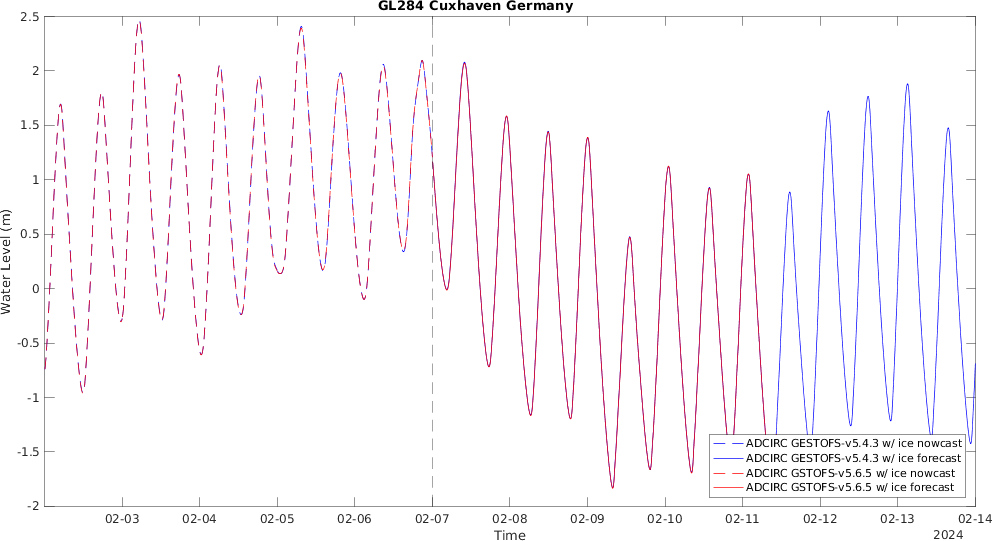 GL284 Cuxhaven Germany
2.5
2
1.5
1
0.5
0
-0.5
-1
-1.5
-2
Water Level (m)
02-03 02-04 02-05 02-06 02-07 02-08 02-09 02-10 02-11 02-12 02-13 02-14
Time
2024
ADCIRC GESTOFS-v5.4.3 w/ ice nowcast
ADCIRC GESTOFS-v5.4.3 w/ ice forecast
ADCIRC GSTOFS-v5.6.5 w/ ice nowcast
ADCIRC GSTOFS-v5.6.5 w/ ice forecast